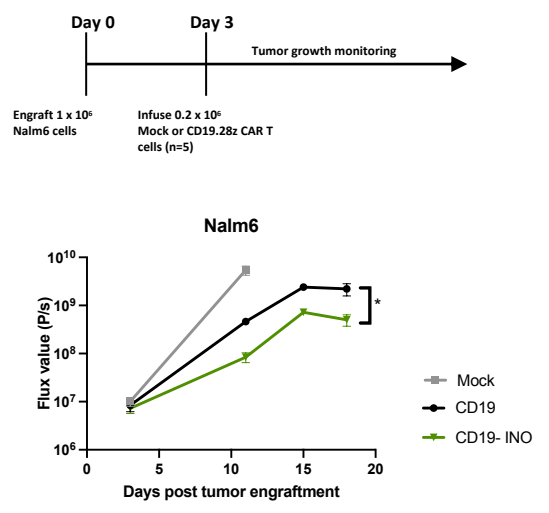 Day 0
Day 3
Tumor growth monitoring
Engraft 1 x 10⁶
Nalm6 cells
Infuse 0.2 x 10⁶
Mock or CD19.28z CAR T
cells (n=5)
Nalm6
Flux value (P/s)
10¹⁰
10⁹
10⁸
10⁷
10⁶
*
0
5
10
15
20
Days post tumor engraftment
Mock
CD19
CD19- INO